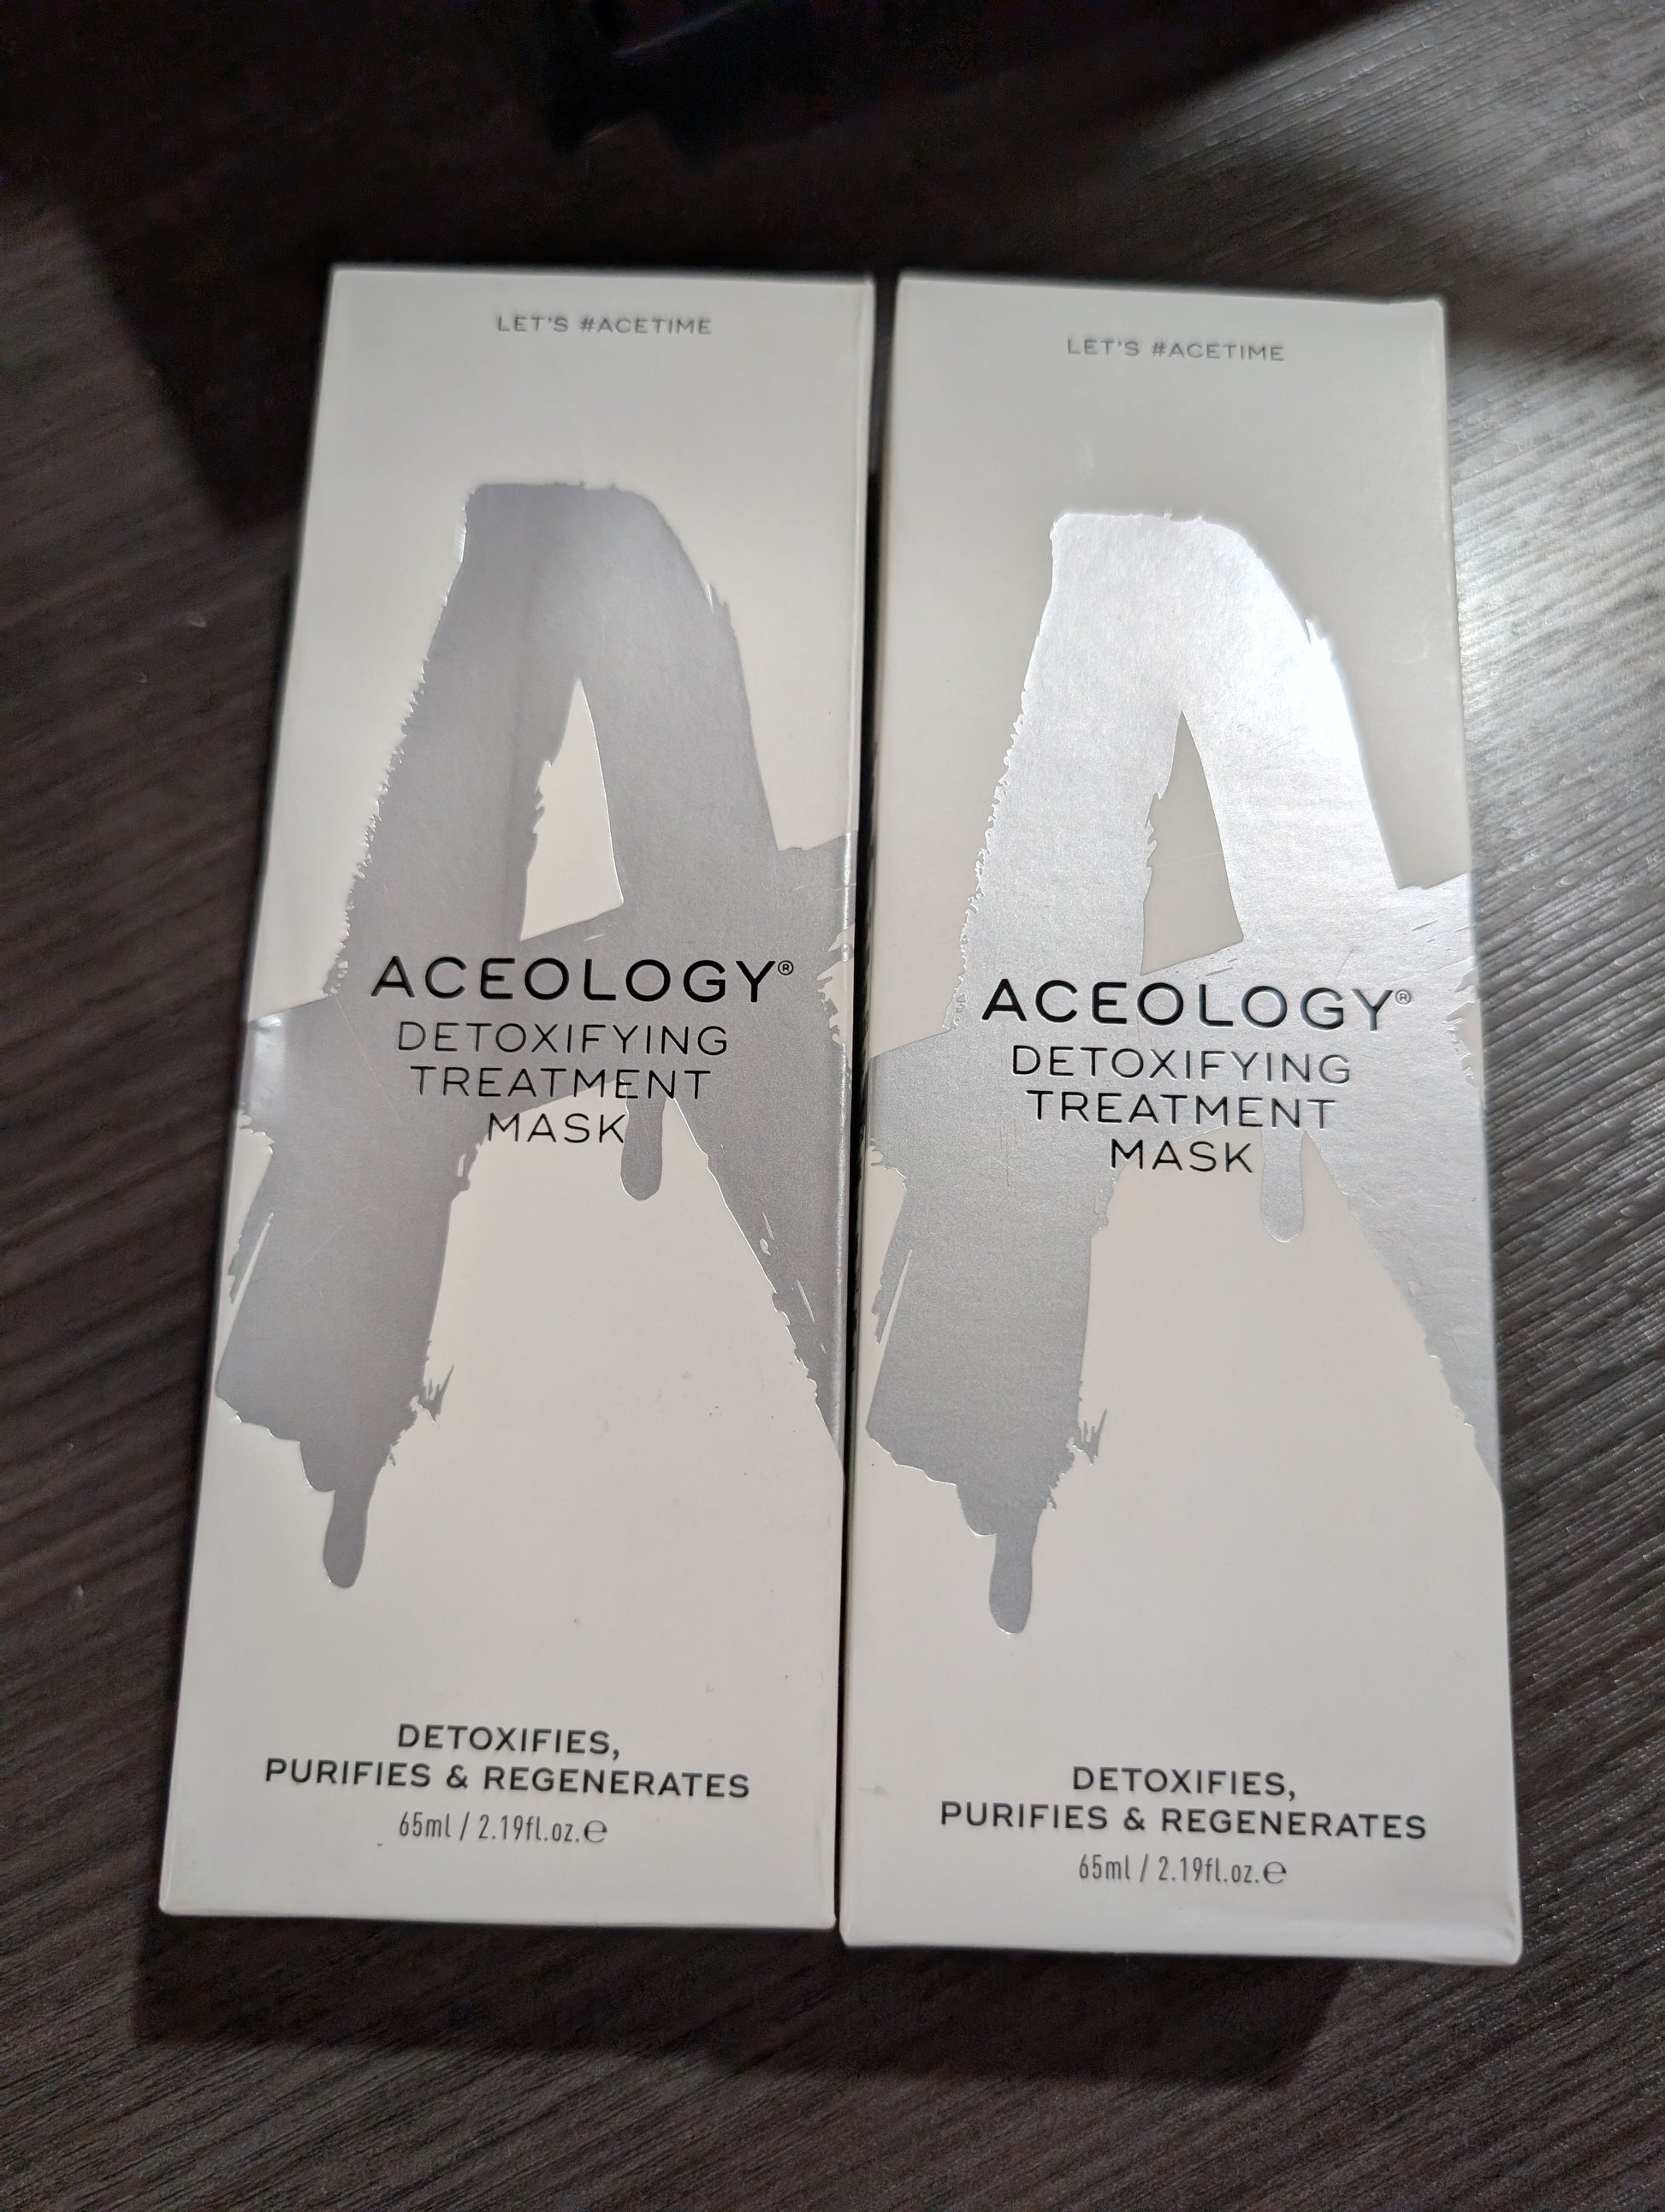 LET'S #ACETIME
ACEOLOGY®
DETOXIFYING
TREATMENT
MASK
DETOXIFIES,
PURIFIES & REGENERATES
65ml / 2.19fl.oz.℮
LET'S #ACETIME
ACEOLOGY®
DETOXIFYING
TREATMENT
MASK
DETOXIFIES,
PURIFIES & REGENERATES
65ml / 2.19fl.oz.℮